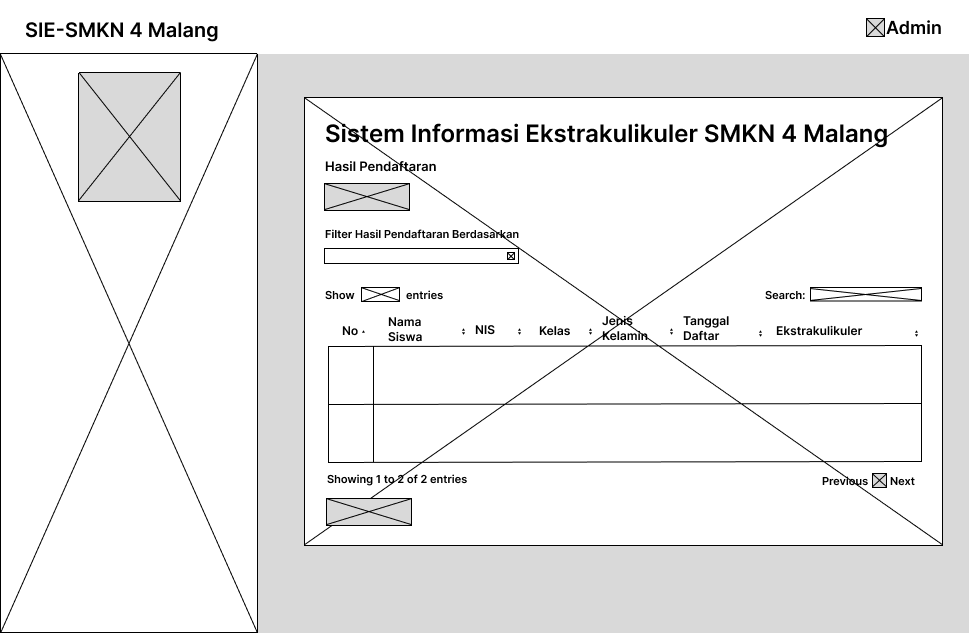 SIE-SMKN 4 Malang
Admin
Sistem Informasi Ekstrakulikuler SMKN 4 Malang
Hasil Pendaftaran
Filter Hasil Pendaftaran Berdasarkan
Show entries
Search:
No
Nama
Siswa
NIS
Kelas
Jenis
Kelamin
Tanggal
Daftar
Ekstrakulikuler
Showing 1 to 2 of 2 entries
Previous Next